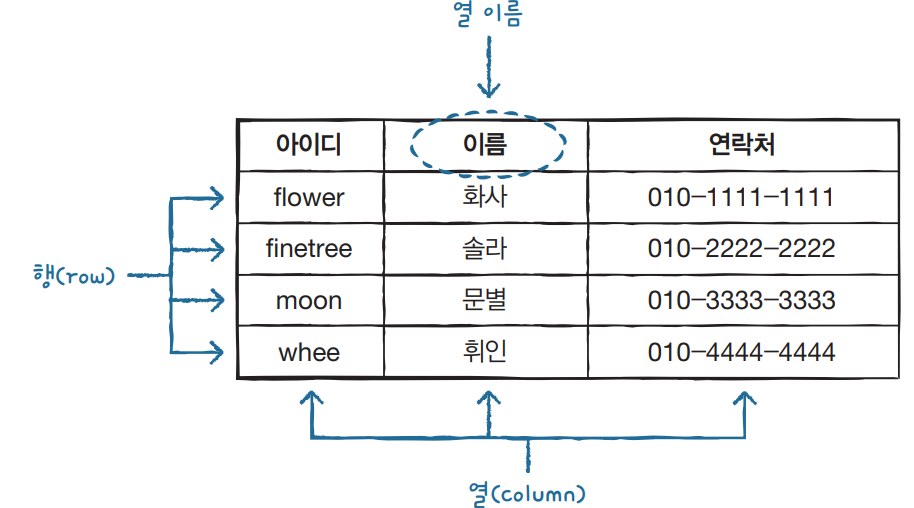 열 이름
아이디 이름 연락처
flower 화사 010-1111-1111
finetree 솔라 010-2222-2222
행(row)
moon 문별 010-3333-3333
whee 휘인 010-4444-4444
열(column)